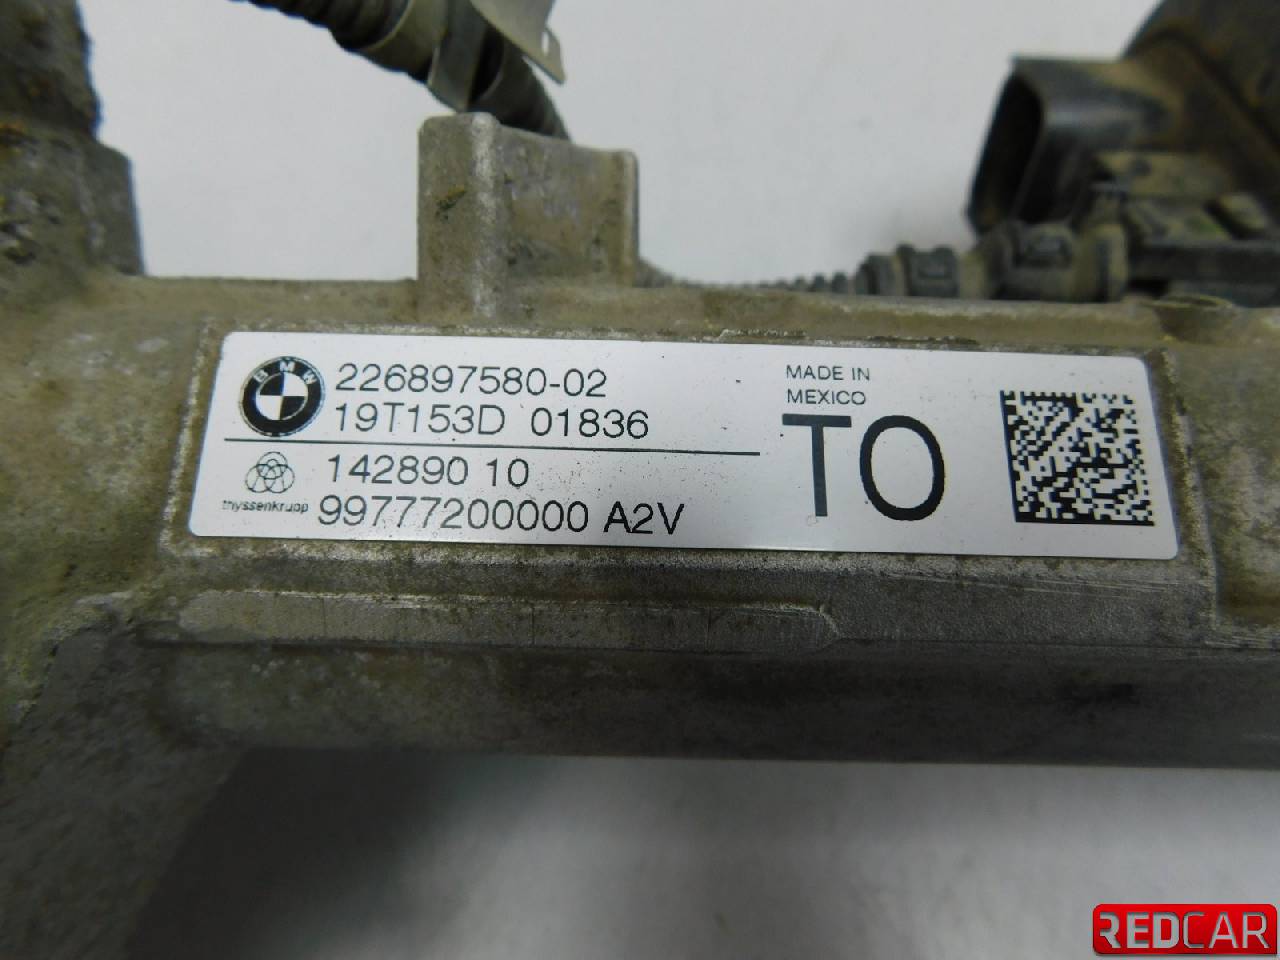 BMW
226897580-02
19T153D 01836
thyssenkrupp
142890 10
99777200000 A2V
MADE IN
MEXICO
TO
REDCAR